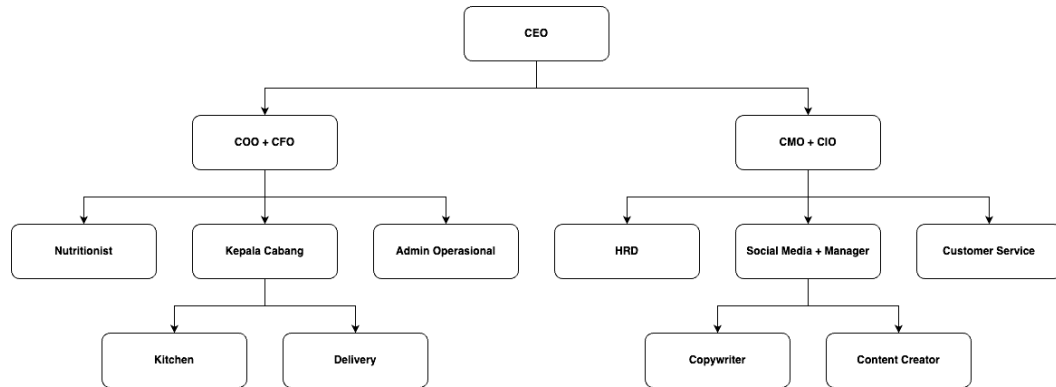 CEO
COO + CFO
CMO + CIO
Nutritionist
Kepala Cabang
Admin Operasional
HRD
Social Media + Manager
Customer Service
Kitchen
Delivery
Copywriter
Content Creator